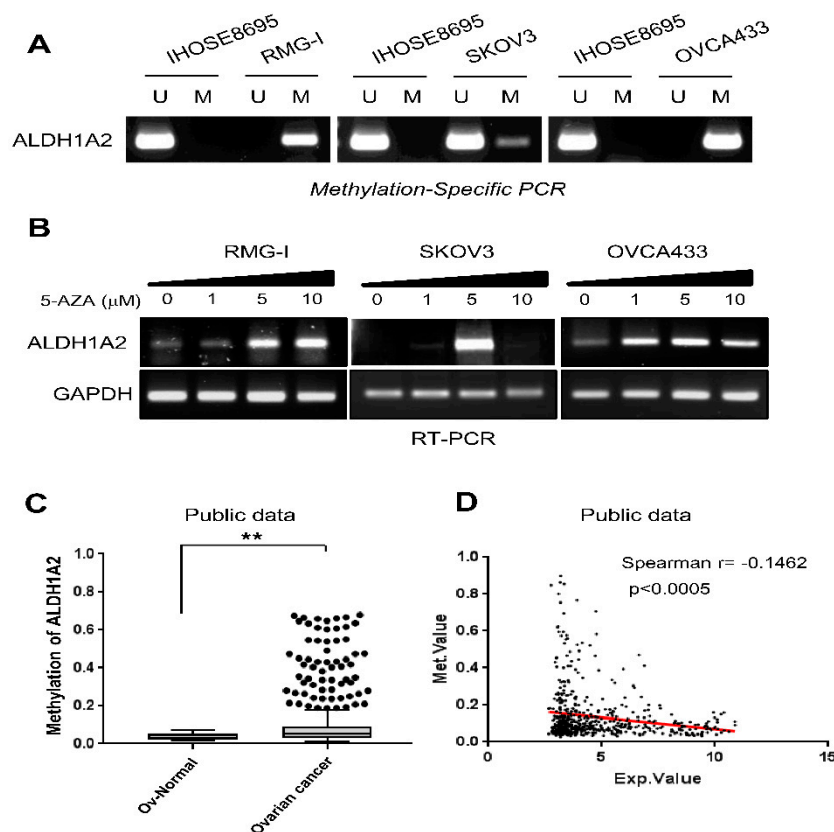 A
IHOSE8695 RMG-I IHOSE8695 SKOV3 IHOSE8695 OVCA433
U M U M U M U M U M U M
ALDH1A2
Methylation-Specific PCR
B
RMG-I SKOV3 OVCA433
5-AZA (μM) 0 1 5 10 0 1 5 10 0 1 5 10
ALDH1A2
GAPDH
RT-PCR
C
Public data
**
Methylation of ALDH1A2
1.0
0.8
0.6
0.4
0.2
0.0
Ov-Normal
Ovarian cancer
D
Public data
Spearman r= -0.1462
p<0.0005
Met.Value
1.0
0.8
0.6
0.4
0.2
0.0
0 5 10 15
Exp.Value